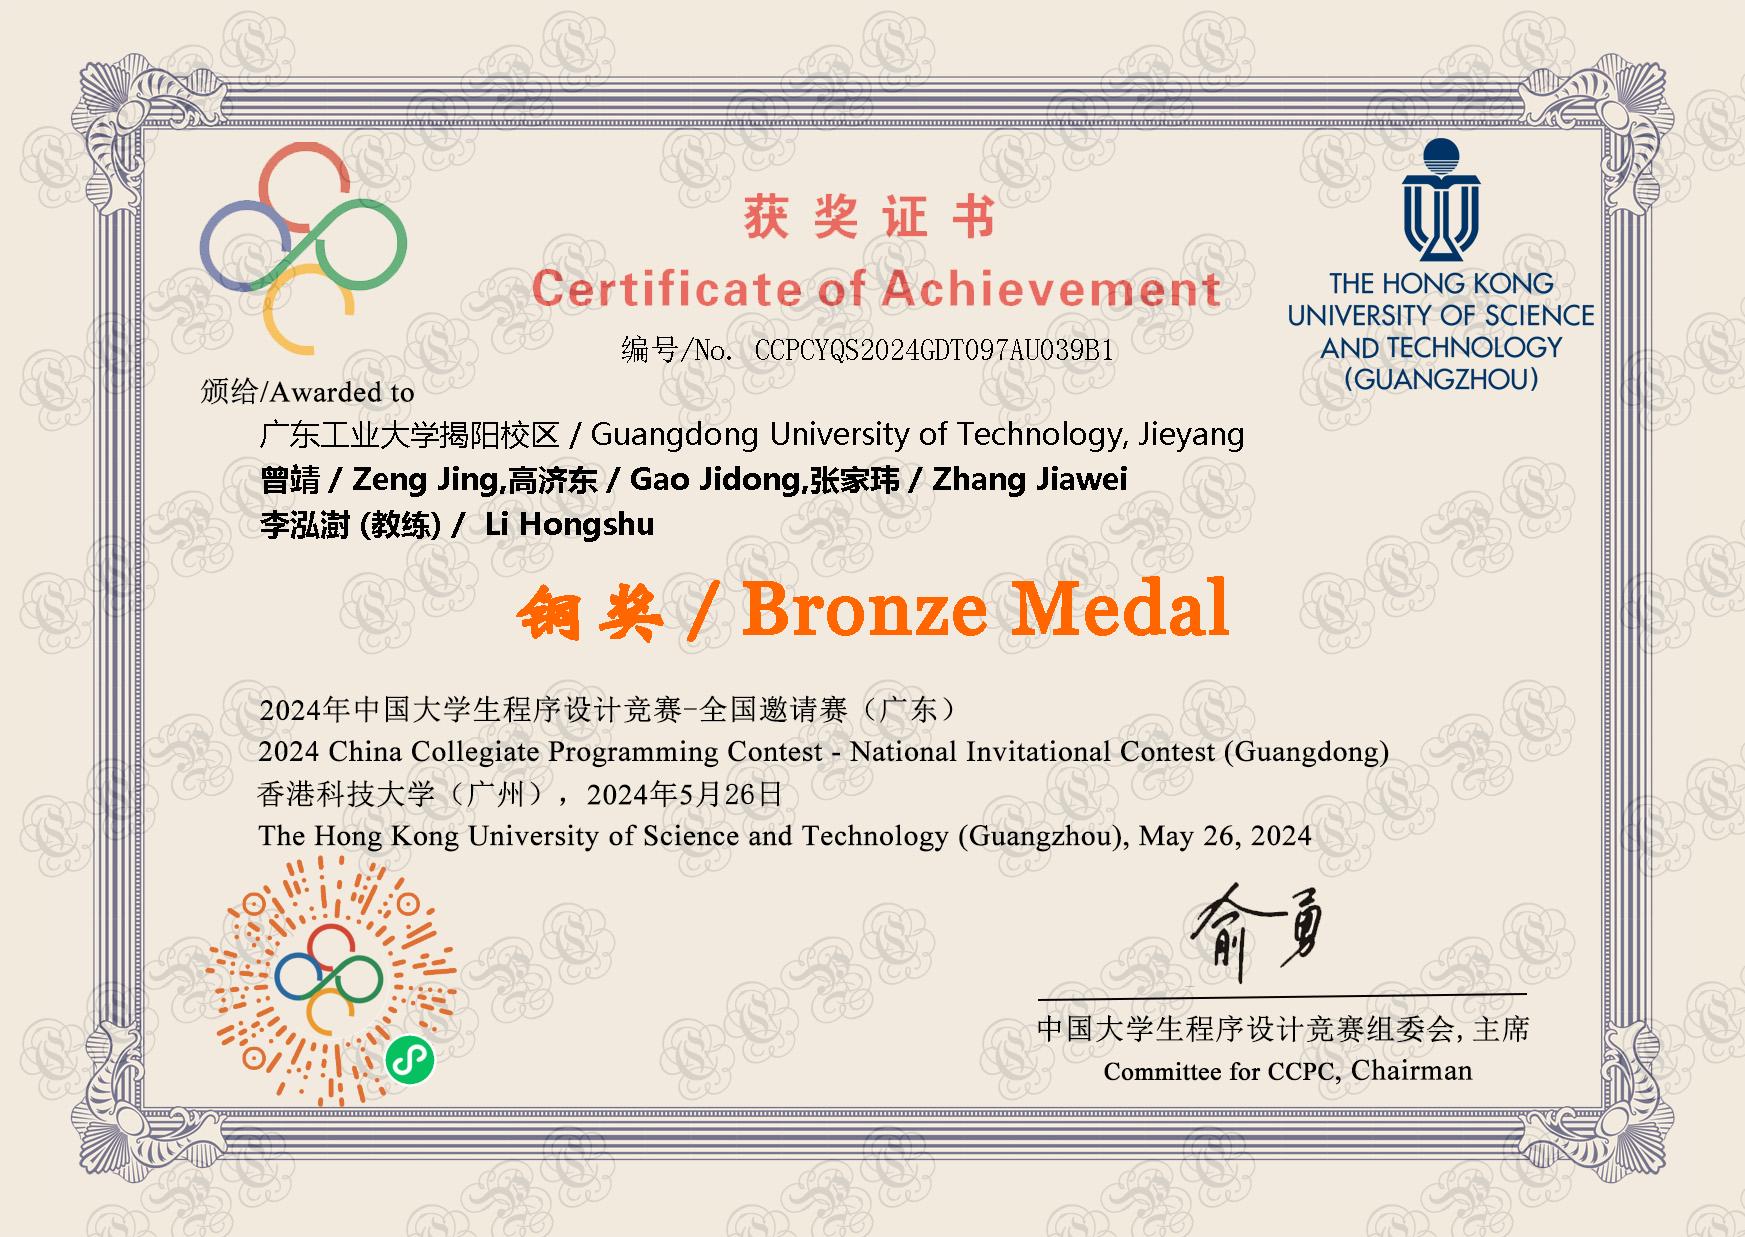 获奖证书
Certificate of Achievement
编号/No. CCPCYQS2024GDT097AU039B1
THE HONG KONG
UNIVERSITY OF SCIENCE
AND TECHNOLOGY
(GUANGZHOU)
颁给/Awarded to
广东工业大学揭阳校区 / Guangdong University of Technology, Jieyang
曾靖 / Zeng Jing,高济东 / Gao Jidong,张家玮 / Zhang Jiawei
李泓澍 (教练) / Li Hongshu
铜奖 / Bronze Medal
2024年中国大学生程序设计竞赛-全国邀请赛（广东）
2024 China Collegiate Programming Contest - National Invitational Contest (Guangdong)
香港科技大学（广州），2024年5月26日
The Hong Kong University of Science and Technology (Guangzhou), May 26, 2024
俞勇
中国大学生程序设计竞赛组委会, 主席
Committee for CCPC, Chairman